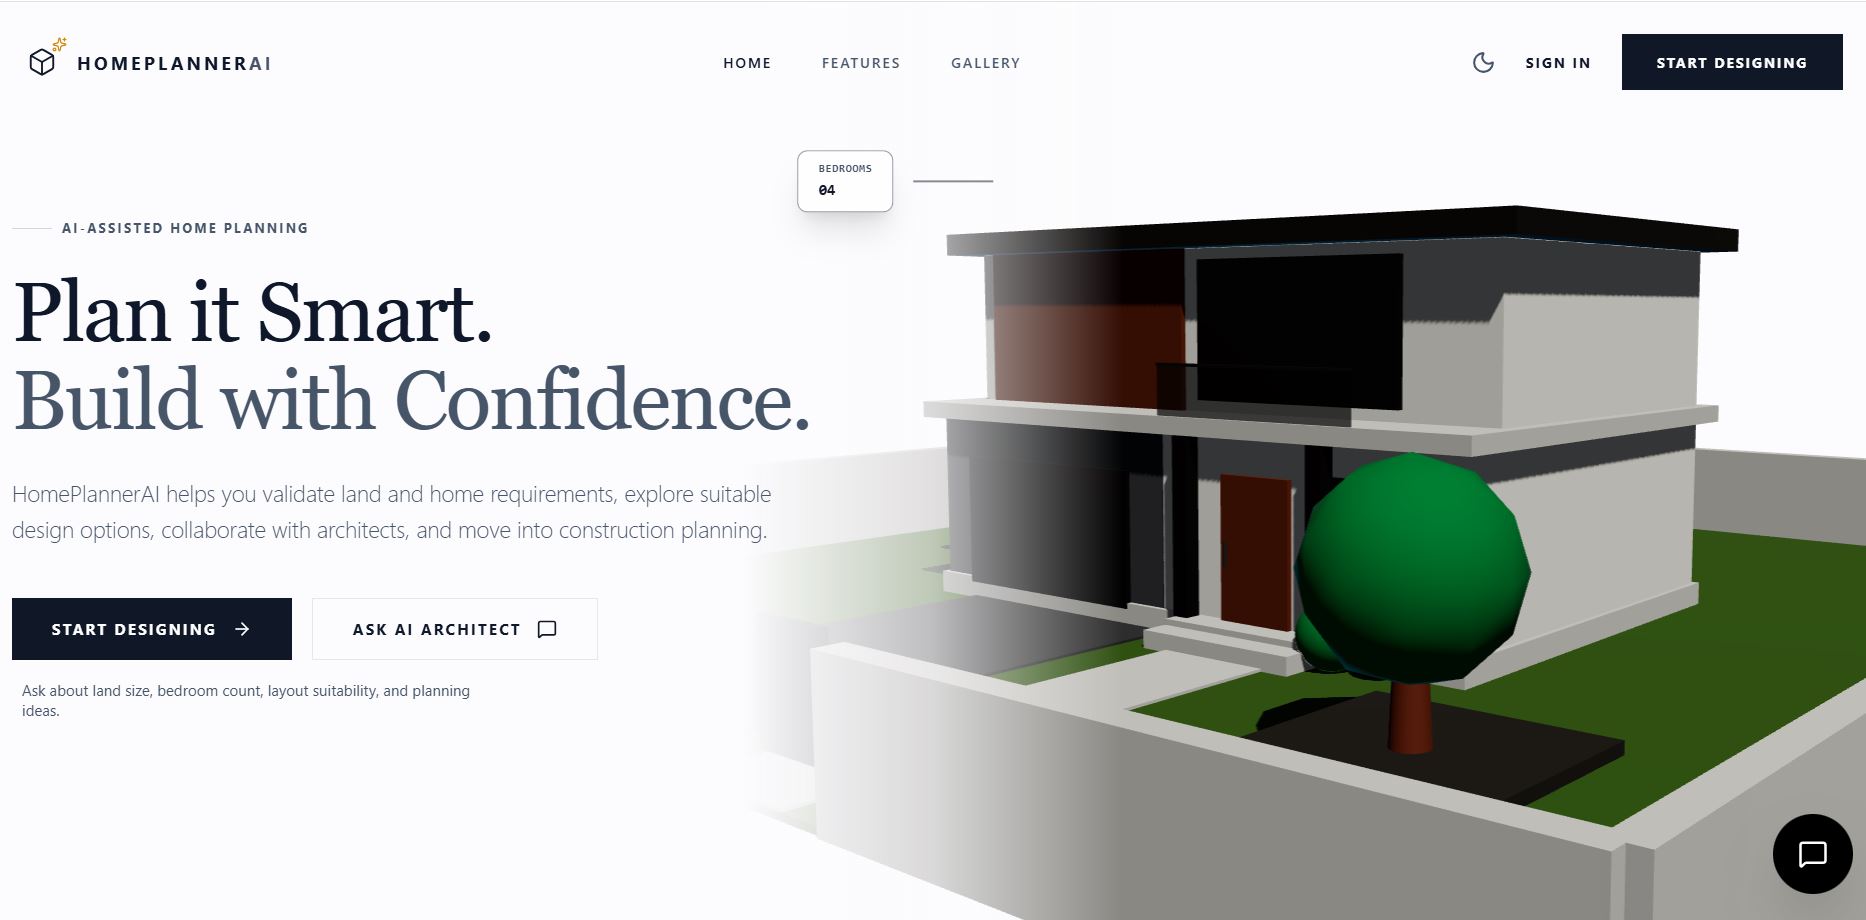 HOMEPLANNERAI
HOME
FEATURES
GALLERY
SIGN IN
START DESIGNING
BEDROOMS
04
AI-ASSISTED HOME PLANNING
Plan it Smart.
Build with Confidence.
HomePlannerAI helps you validate land and home requirements, explore suitable
design options, collaborate with architects, and move into construction planning.
START DESIGNING
ASK AI ARCHITECT
Ask about land size, bedroom count, layout suitability, and planning
ideas.